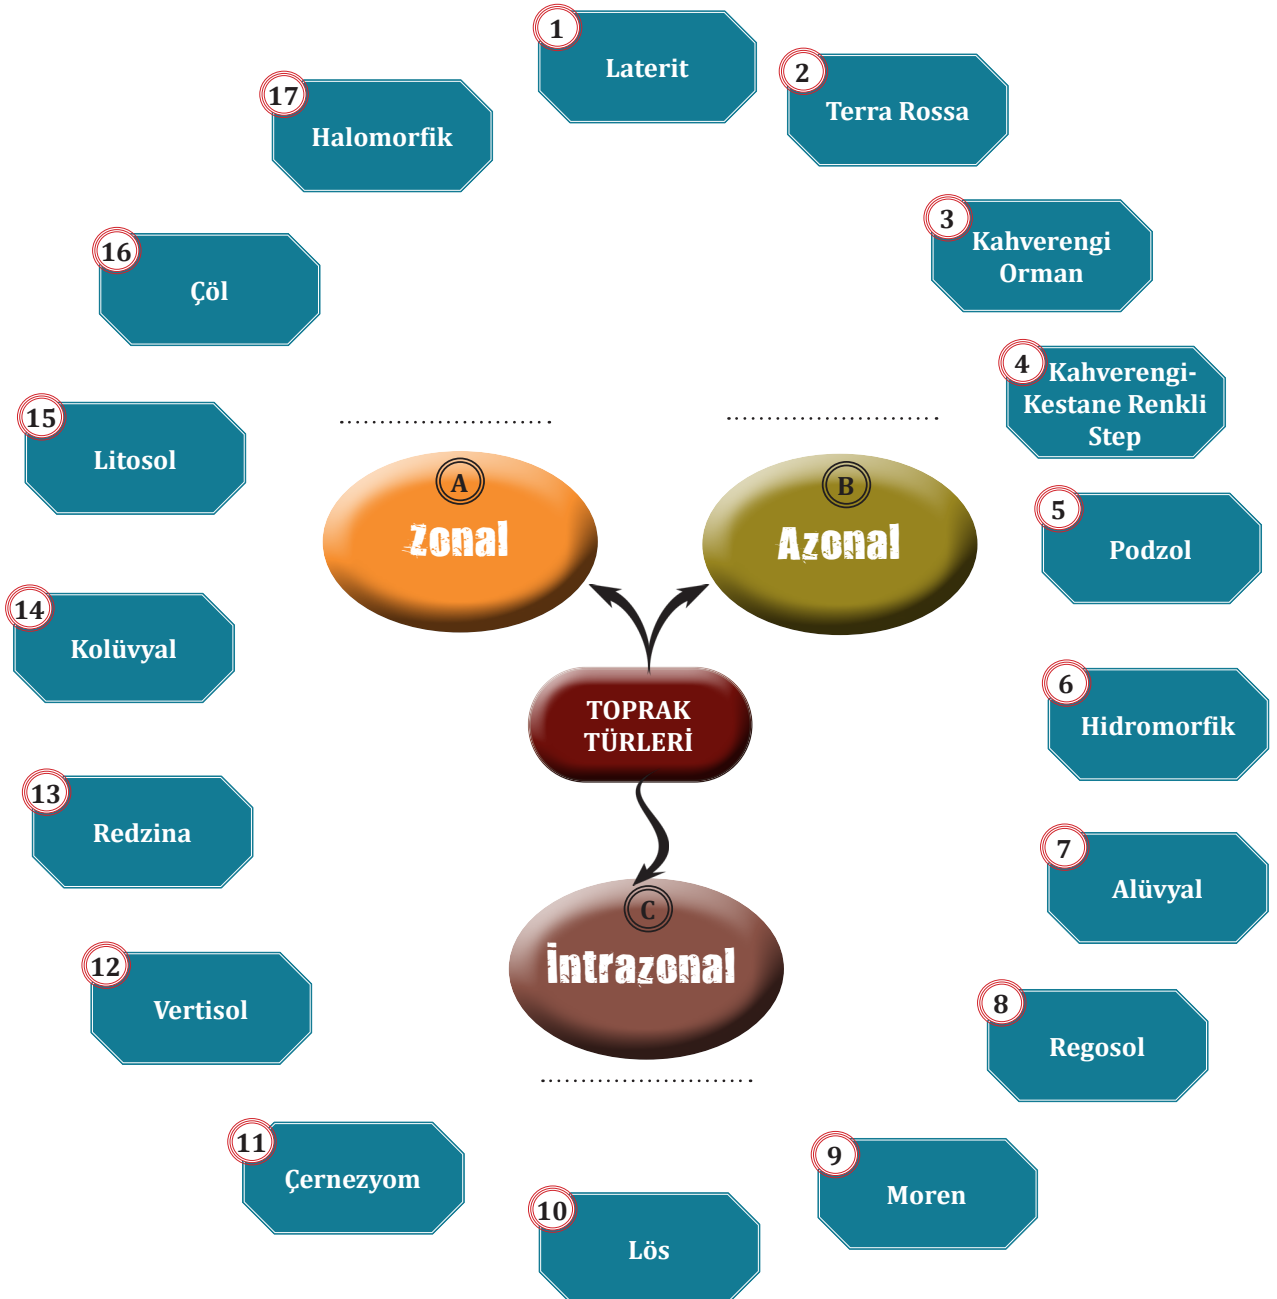 1
Laterit
2
Terra Rossa
3
Kahverengi
Orman
4
Kahverengi-
Kestane Renkli
Step
5
Podzol
6
Hidromorfik
7
Alüvyal
8
Regosol
9
Moren
10
Lös
11
Çernezyom
12
Vertisol
13
Redzina
14
Kolüvyal
15
Litosol
16
Çöl
17
Halomorfik
A
Zonal
B
Azonal
TOPRAK
TÜRLERİ
C
İntrazonal